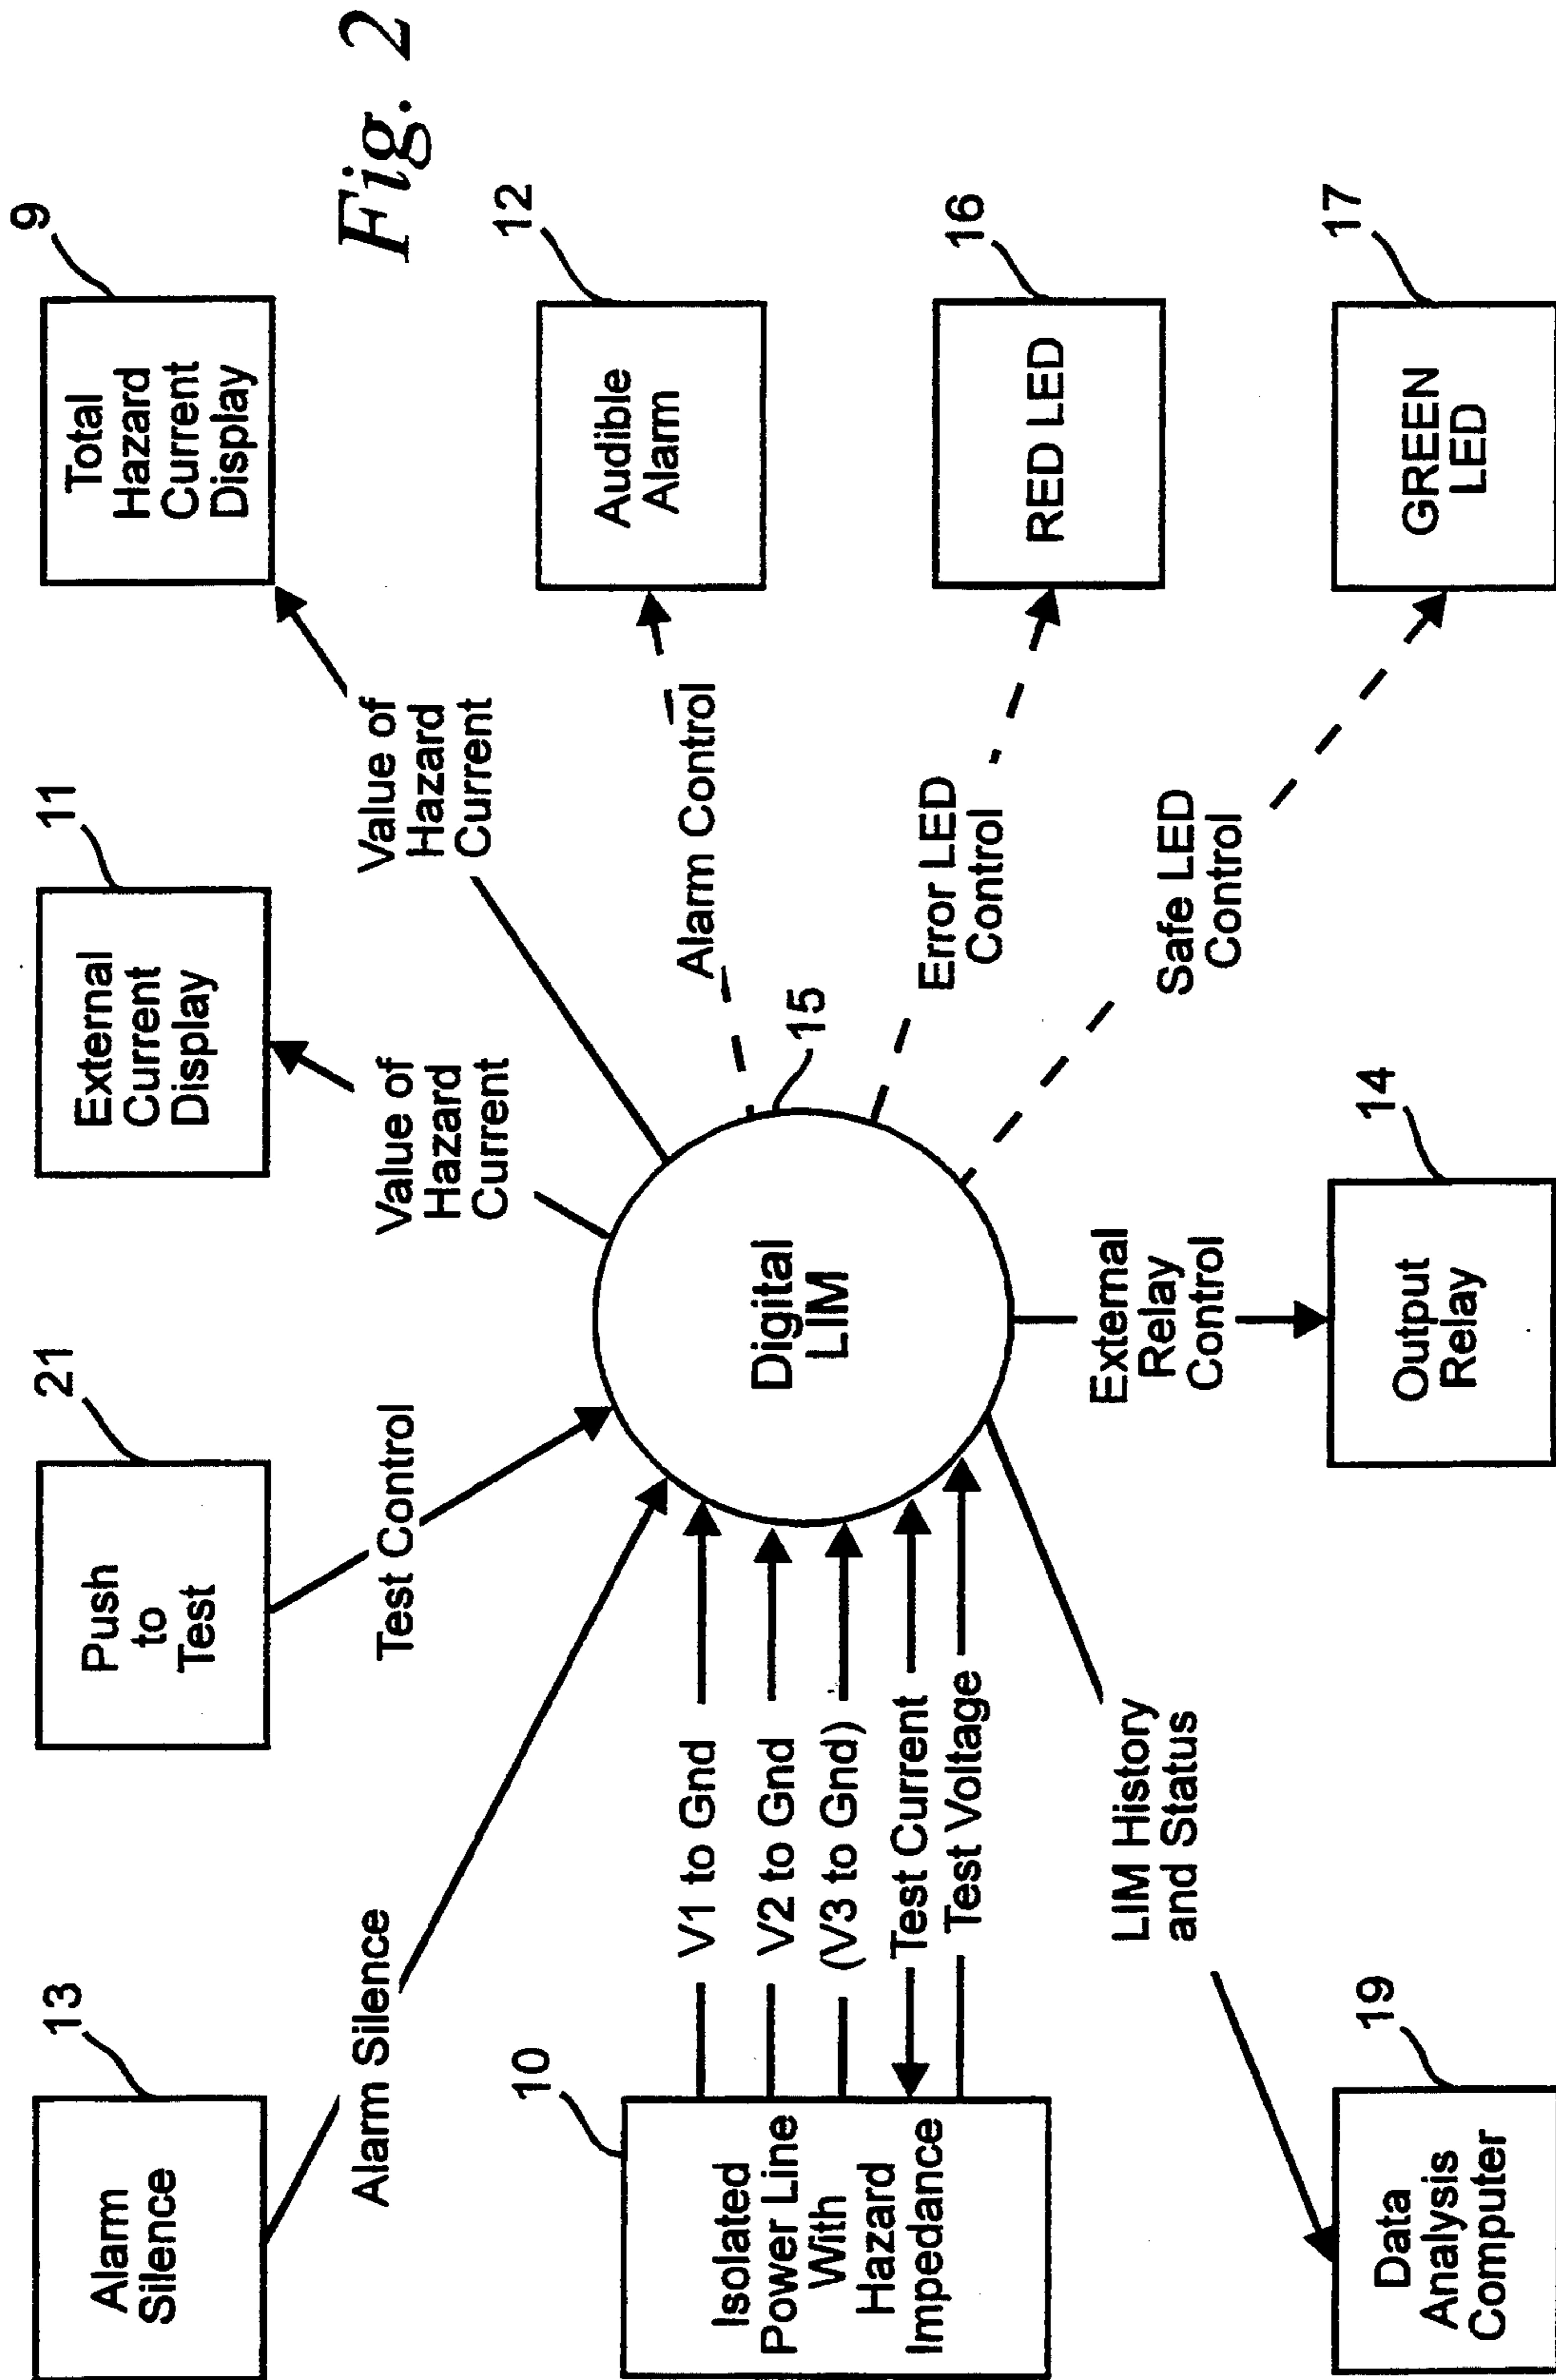 13
Alarm
Silence
21
Push
to
Test
11
External
Current
Display
9
Total
Hazard
Current
Display
Fig. 2
Alarm Silence
Test Control
Value of
Hazard
Current
Value of
Hazard
Current
10
Isolated
Power Line
With
Hazard
Impedance
V1 to Gnd
V2 to Gnd
(V3 to Gnd)
Test Current
Test Voltage
Digital
LIM
15
Alarm Control
12
Audible
Alarm
Error LED
Control
16
RED LED
Safe LED
Control
17
GREEN
LED
LIM History
and Status
External
Relay
Control
19
Data
Analysis
Computer
14
Output
Relay